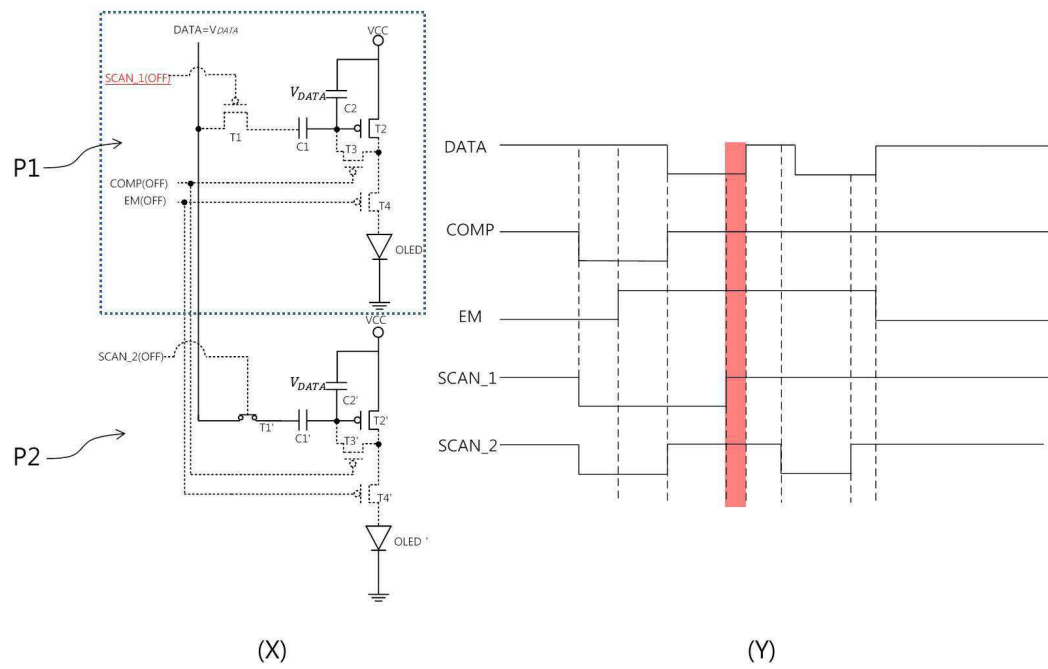 DATA=VDATA
VCC
SCAN_1(OFF)
VDATA
C2
T1
C1
T2
T3
P1
COMP(OFF)
EM(OFF)
T4
OLED
VCC
SCAN_2(OFF)
VDATA
C2'
T1'
C1'
T2'
T3'
P2
T4'
OLED '
(X)
DATA
COMP
EM
SCAN_1
SCAN_2
(Y)